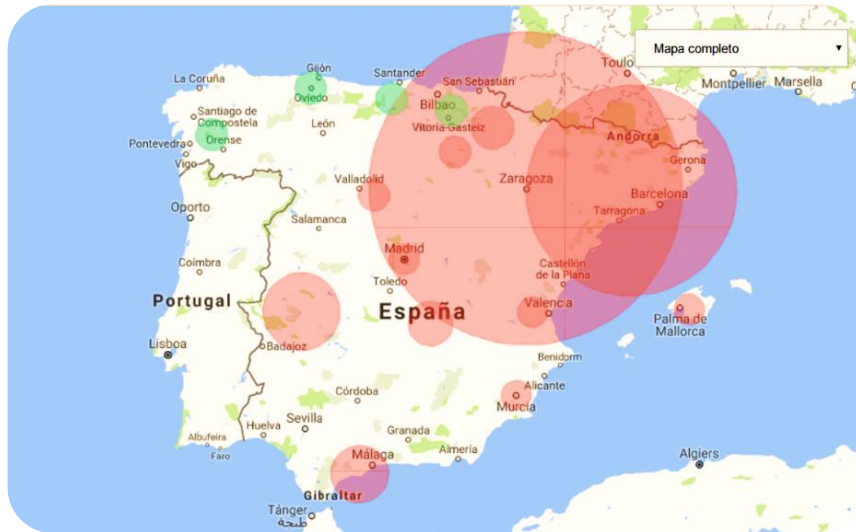 Mapa completo
Toulo
Montpellier
Marsella
Gijón
La Coruña
Oviedo
Santander
San Sebastián
Bilbao
Vitoria-Gasteiz
Santiago de
Compostela
León
Pontevedra
Orense
Vigo
Andorra
Gerona
Valladolid
Zaragoza
Barcelona
Oporto
Tarragona
Salamanca
Madrid
Coímbra
Castellón
de la Plana
Toledo
Portugal
España
Valencia
Palma de
Mallorca
Lisboa
Badajoz
Benidorm
Alicante
Córdoba
Murcia
Sevilla
Huelva
Granada
Albufeira
Faro
Almería
Málaga
Algiers
Gibraltar
Tánger
طنجة